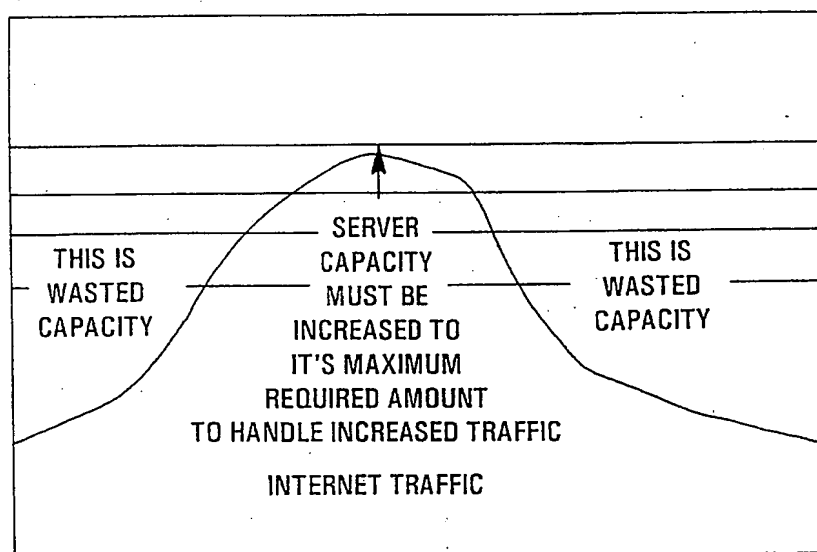 THIS IS
WASTED
CAPACITY
SERVER
CAPACITY
MUST BE
INCREASED TO
IT'S MAXIMUM
REQUIRED AMOUNT
TO HANDLE INCREASED TRAFFIC
THIS IS
WASTED
CAPACITY
INTERNET TRAFFIC